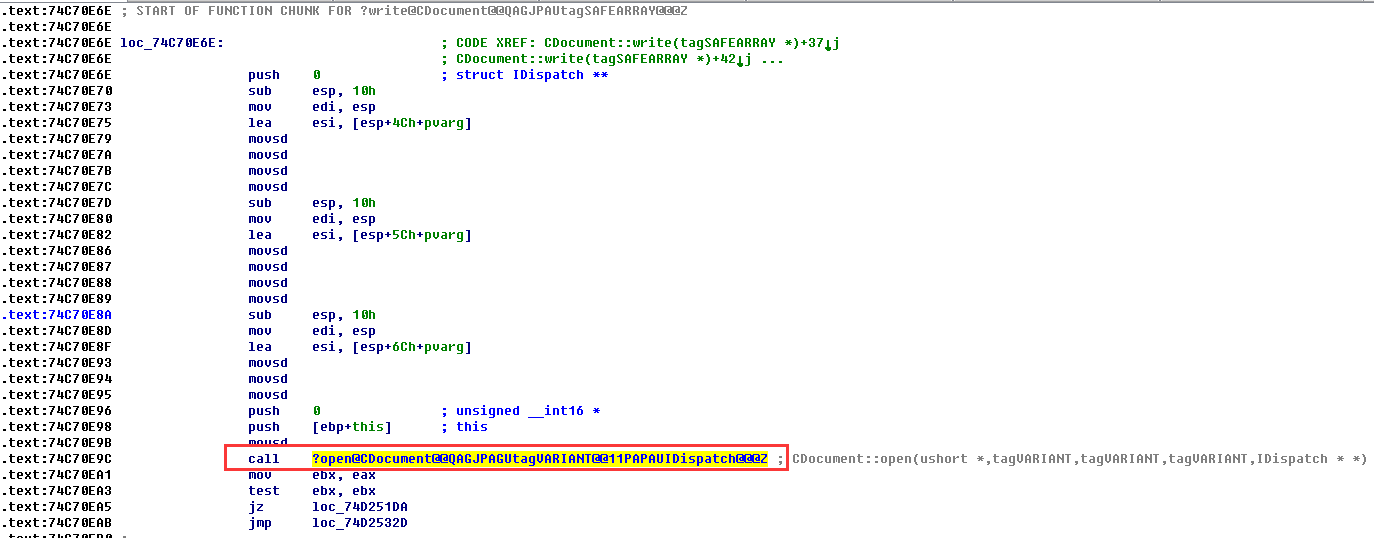 .text:74C70E6E ; START OF FUNCTION CHUNK FOR ?write@CDocument@@QAGJPAUtagSAFEARRAY@@@Z
.text:74C70E6E
.text:74C70E6E loc_74C70E6E: ; CODE XREF: CDocument::write(tagSAFEARRAY *)+37↓j
.text:74C70E6E ; CDocument::write(tagSAFEARRAY *)+42↓j ...
.text:74C70E6E push 0 ; struct IDispatch **
.text:74C70E70 sub esp, 10h
.text:74C70E73 mov edi, esp
.text:74C70E75 lea esi, [esp+4Ch+pvarg]
.text:74C70E79 movsd
.text:74C70E7A movsd
.text:74C70E7B movsd
.text:74C70E7C movsd
.text:74C70E7D sub esp, 10h
.text:74C70E80 mov edi, esp
.text:74C70E82 lea esi, [esp+5Ch+pvarg]
.text:74C70E86 movsd
.text:74C70E87 movsd
.text:74C70E88 movsd
.text:74C70E89 movsd
.text:74C70E8A sub esp, 10h
.text:74C70E8D mov edi, esp
.text:74C70E8F lea esi, [esp+6Ch+pvarg]
.text:74C70E93 movsd
.text:74C70E94 movsd
.text:74C70E95 movsd
.text:74C70E96 push 0 ; unsigned __int16 *
.text:74C70E98 push [ebp+this] ; this
.text:74C70E9B movsd
.text:74C70E9C call ?open@CDocument@@QAGJPAGUtagVARIANT@@11PAPAUIDispatch@@@Z ; CDocument::open(ushort *,tagVARIANT,tagVARIANT,tagVARIANT,IDispatch * *)
.text:74C70EA1 mov ebx, eax
.text:74C70EA3 test ebx, ebx
.text:74C70EA5 jz loc_74D251DA
.text:74C70EAB jmp loc_74D2532D